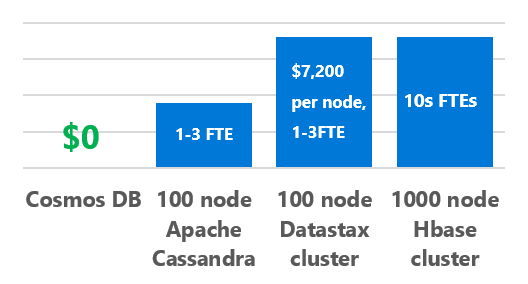 $0
1-3 FTE
$7,200
per node,
1-3FTE
10s FTEs
Cosmos DB
100 node
Apache
Cassandra
100 node
Datastax
cluster
1000 node
Hbase
cluster